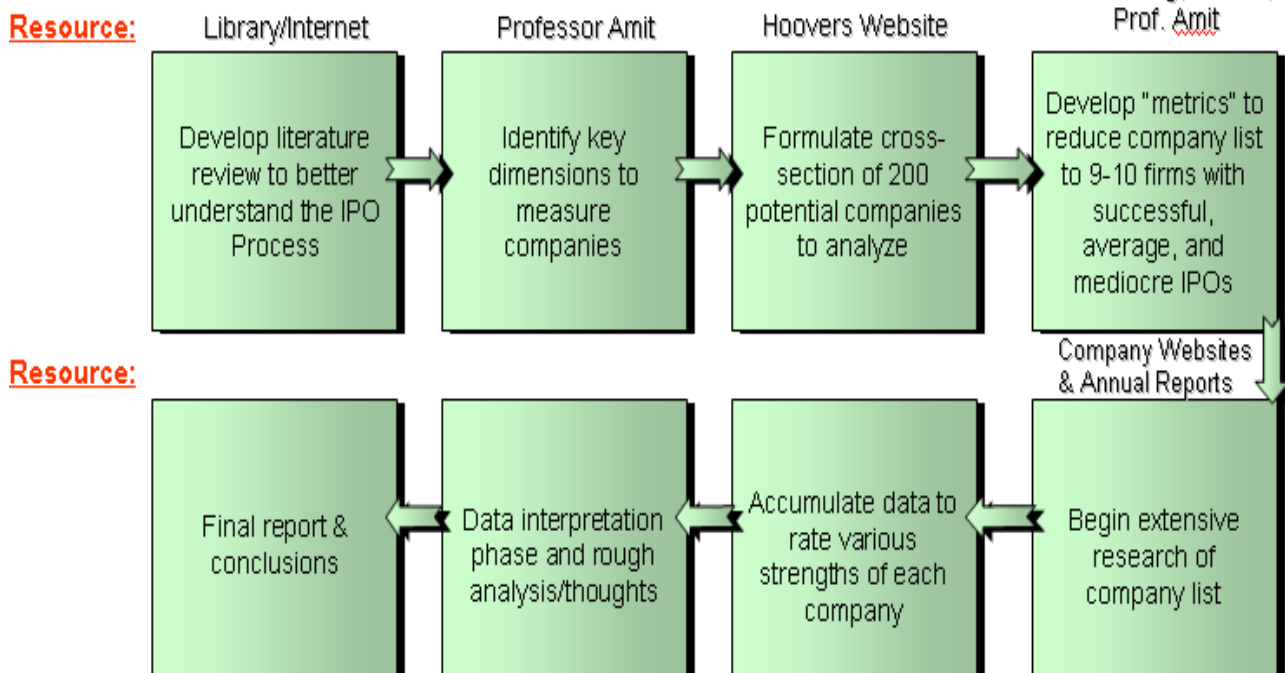 Resource:
Library/Internet
Professor Amit
Hoovers Website
Prof. Amit
Develop literature
review to better
understand the IPO
Process
Identify key
dimensions to
measure
companies
Formulate cross-
section of 200
potential companies
to analyze
Develop "metrics" to
reduce company list
to 9-10 firms with
successful,
average, and
mediocre IPOs
Resource:
Company Websites
& Annual Reports
Final report &
conclusions
Data interpretation
phase and rough
analysis/thoughts
Accumulate data to
rate various
strengths of each
company
Begin extensive
research of
company list